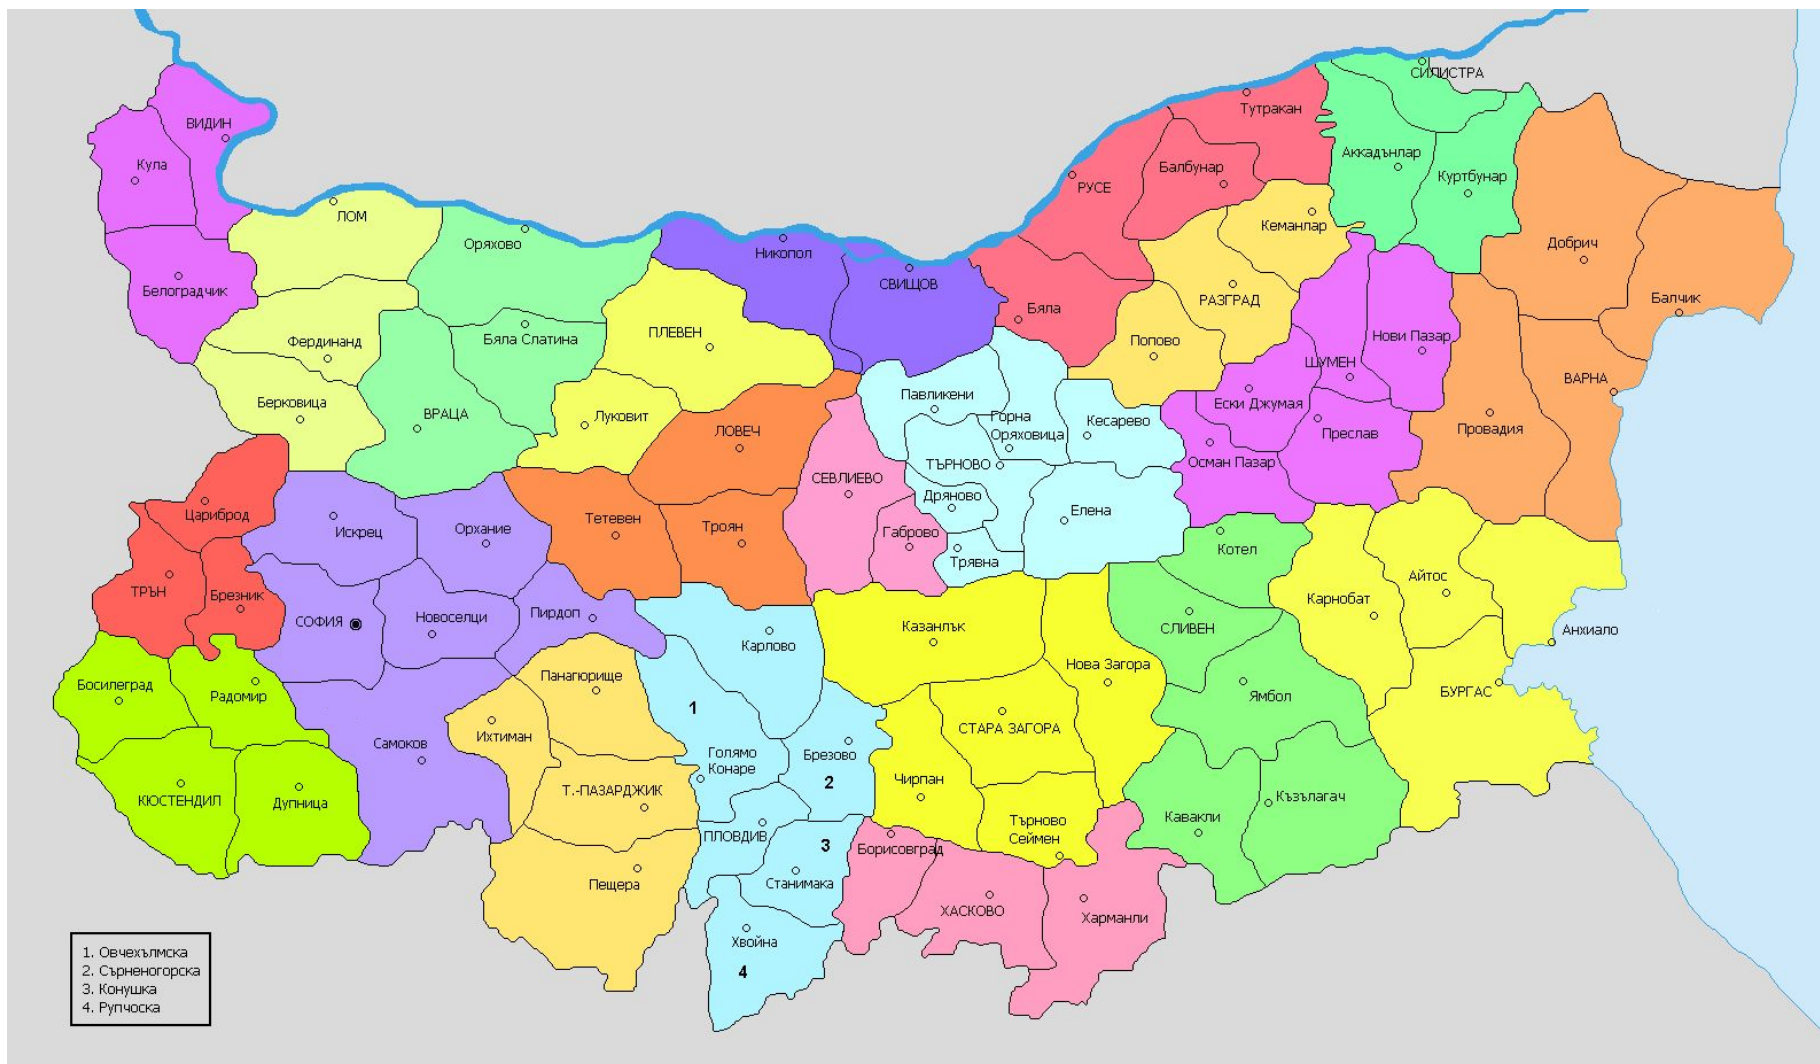 СИЛИСТРА
Тутракан
ВИДИН
Кула
Аккадънлар
Балбунар
Куртбунар
РУСЕ
ЛОМ
Кеманлар
Оряхово
Никопол
Добрич
СВИЩОВ
Белоградчик
РАЗГРАД
Балчик
Бяла
ПЛЕВЕН
Бяла Слатина
Фердинанд
Попово
Нови Пазар
ШУМЕН
ВАРНА
Павликени
Берковица
ВРАЦА
Луковит
Горна
Оряховица
Кесарево
Ески Джумая
Преслав
Провадия
ЛОВЕЧ
Осман Пазар
ТЪРНОВО
СЕВЛИЕВО
Дряново
Елена
Цариброд
Искрец
Орхание
Тетевен
Троян
Габрово
Трявна
Котел
Айтос
ТРЪН
Брезник
Карнобат
СОФИЯ
Новоселци
Пирдоп
Карлово
Казанлък
СЛИВЕН
Анхиало
Босилеград
Радомир
Панагюрище
Нова Загора
Ямбол
БУРГАС
1
Ихтиман
СТАРА ЗАГОРА
Самоков
Голямо
Конаре
Брезово
2
Чирпан
КЮСТЕНДИЛ
Дупница
Т.-ПАЗАРДЖИК
Къзълагач
ПЛОВДИВ
Търново
Сеймен
Кавакли
3
Борисовград
Пещера
Станимака
ХАСКОВО
Харманли
Хвойна
4
1. Овчехълмска
2. Сърненогорска
3. Конушка
4. Рупчоска